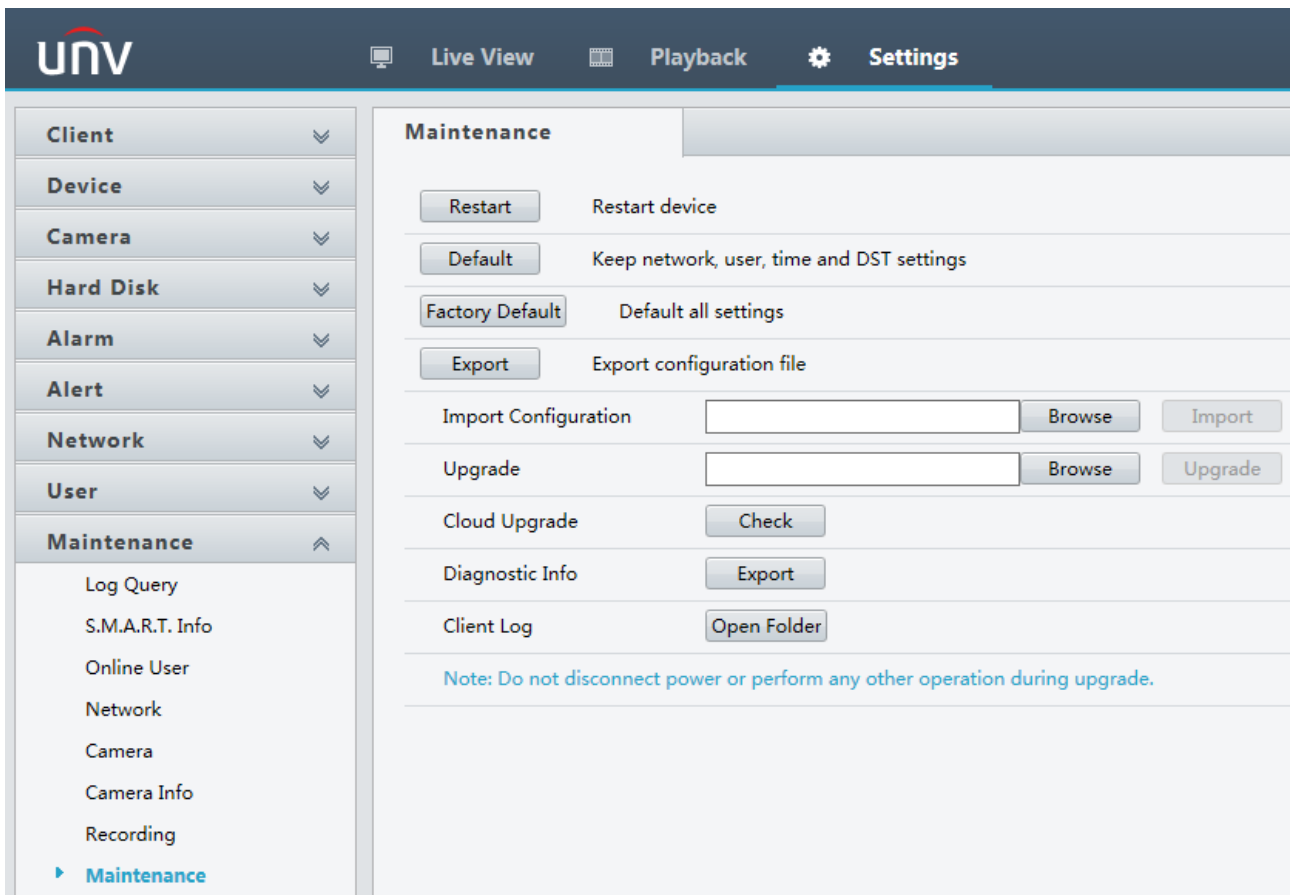 unv
Live View Playback Settings
Client
Device
Camera
Hard Disk
Alarm
Alert
Network
User
Maintenance
Log Query
S.M.A.R.T. Info
Online User
Network
Camera
Camera Info
Recording
Maintenance
Maintenance
Restart Restart device
Default Keep network, user, time and DST settings
Factory Default Default all settings
Export Export configuration file
Import Configuration Browse Import
Upgrade Browse Upgrade
Cloud Upgrade Check
Diagnostic Info Export
Client Log Open Folder
Note: Do not disconnect power or perform any other operation during upgrade.